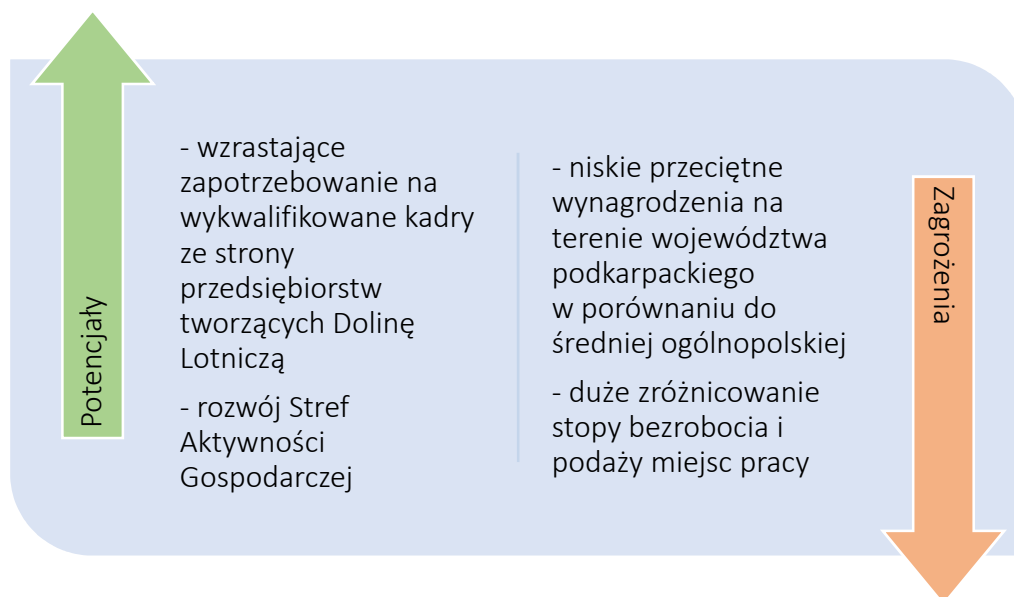 Potencjały
- wzrastające
zapotrzebowanie na
wykwalifikowane kadry
ze strony
przedsiębiorstw
tworzących Dolinę
Lotniczą
- rozwój Stref
Aktywności
Gospodarczej
- niskie przeciętne
wynagrodzenia na
terenie województwa
podkarpackiego
w porównaniu do
średniej ogólnopolskiej
- duże zróżnicowanie
stopy bezrobocia i
podaży miejsc pracy
Zagrożenia